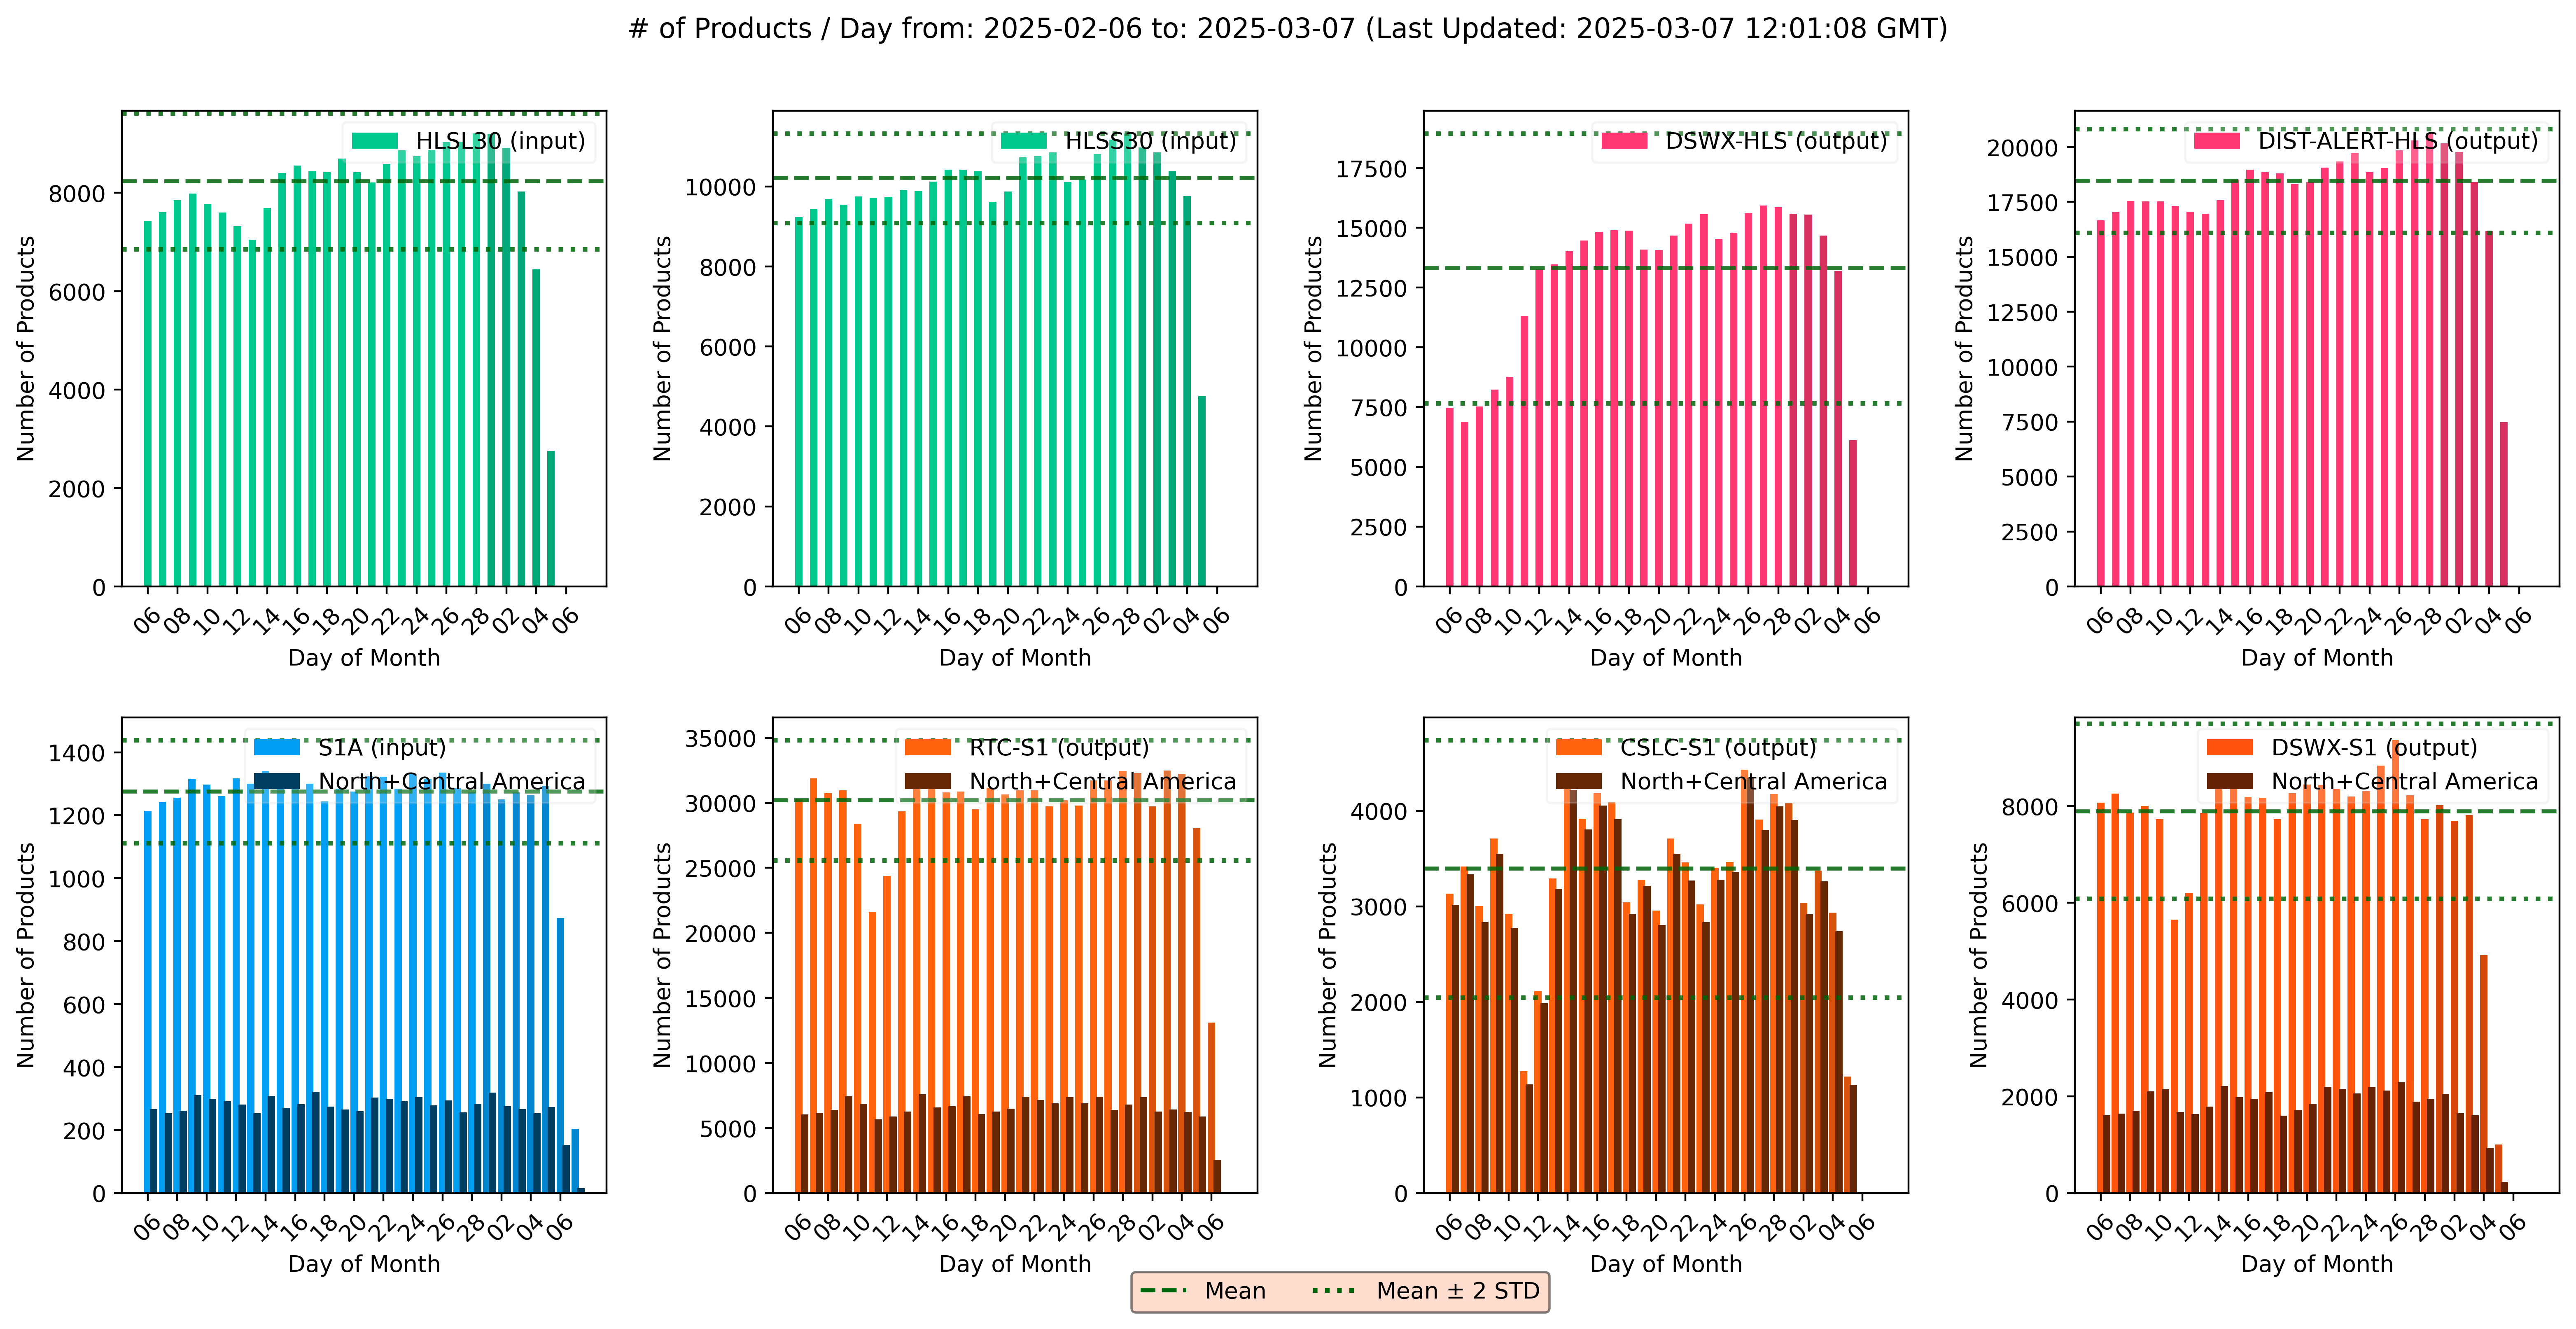 # of Products / Day from: 2025-02-06 to: 2025-03-07 (Last Updated: 2025-03-07 12:01:08 GMT)
HLSL30 (input)
Number of Products
8000
6000
4000
2000
0
06 08 10 12 14 16 18 20 22 24 26 28 02 04 06
Day of Month
HLSS30 (input)
Number of Products
10000
8000
6000
4000
2000
0
06 08 10 12 14 16 18 20 22 24 26 28 02 04 06
Day of Month
DSWX-HLS (output)
Number of Products
17500
15000
12500
10000
7500
5000
2500
0
06 08 10 12 14 16 18 20 22 24 26 28 02 04 06
Day of Month
DIST-ALERT-HLS (output)
Number of Products
20000
17500
15000
12500
10000
7500
5000
2500
0
06 08 10 12 14 16 18 20 22 24 26 28 02 04 06
Day of Month
S1A (input)
North+Central America
Number of Products
1400
1200
1000
800
600
400
200
0
06 08 10 12 14 16 18 20 22 24 26 28 02 04 06
Day of Month
RTC-S1 (output)
North+Central America
Number of Products
35000
30000
25000
20000
15000
10000
5000
0
06 08 10 12 14 16 18 20 22 24 26 28 02 04 06
Day of Month
CSLC-S1 (output)
North+Central America
Number of Products
4000
3000
2000
1000
0
06 08 10 12 14 16 18 20 22 24 26 28 02 04 06
Day of Month
DSWX-S1 (output)
North+Central America
Number of Products
8000
6000
4000
2000
0
06 08 10 12 14 16 18 20 22 24 26 28 02 04 06
Day of Month
Mean
Mean ± 2 STD